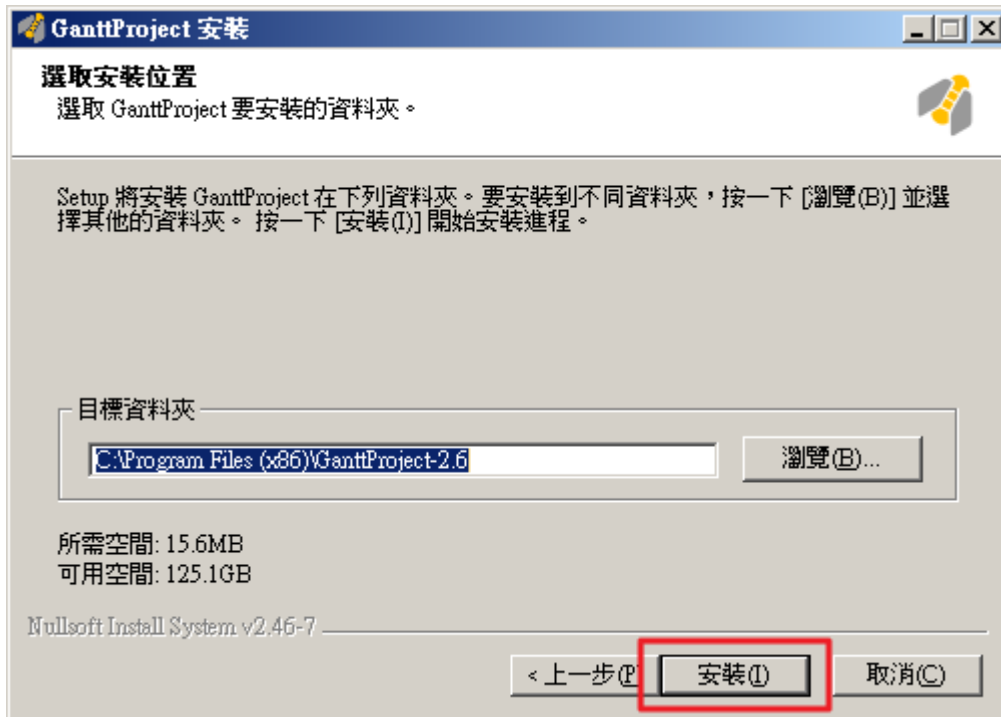 GanttProject 安裝
選取安裝位置
選取 GanttProject 要安裝的資料夾。
Setup 將安裝 GanttProject 在下列資料夾。要安裝到不同資料夾，按一下 [瀏覽(B)] 並選
擇其他的資料夾。 按一下 [安裝(I)] 開始安裝進程。
目標資料夾
C:\Program Files (x86)\GanttProject-2.6
瀏覽(B)...
所需空間: 15.6MB
可用空間: 125.1GB
Nullsoft Install System v2.46-7
< 上一步(P
安裝(I)
取消(C)